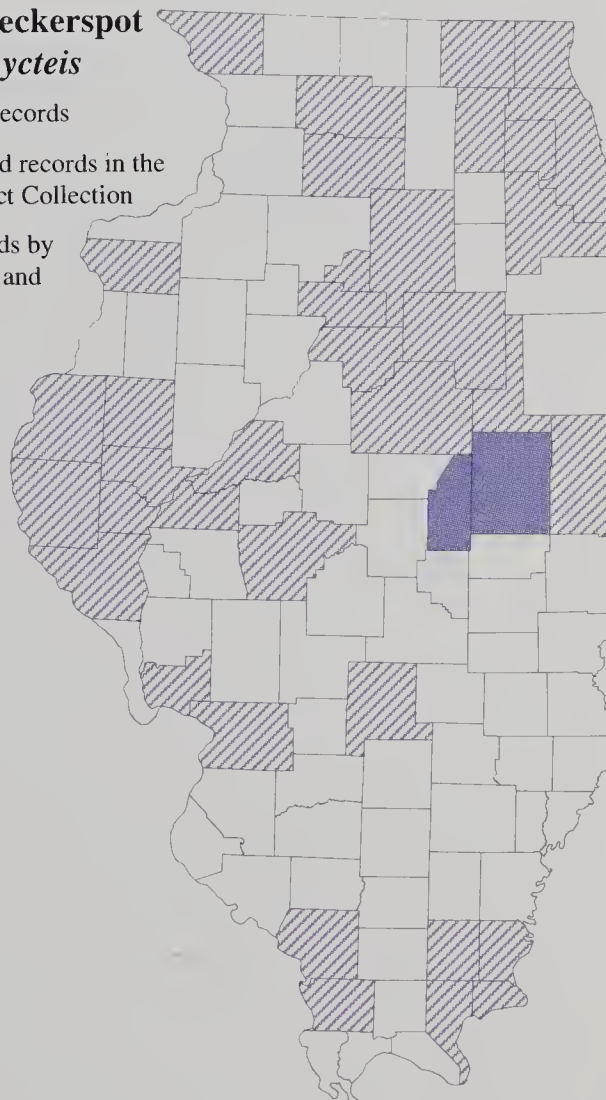 eckerspot
ycteis
ecords
d records in the
ct Collection
ds by
and